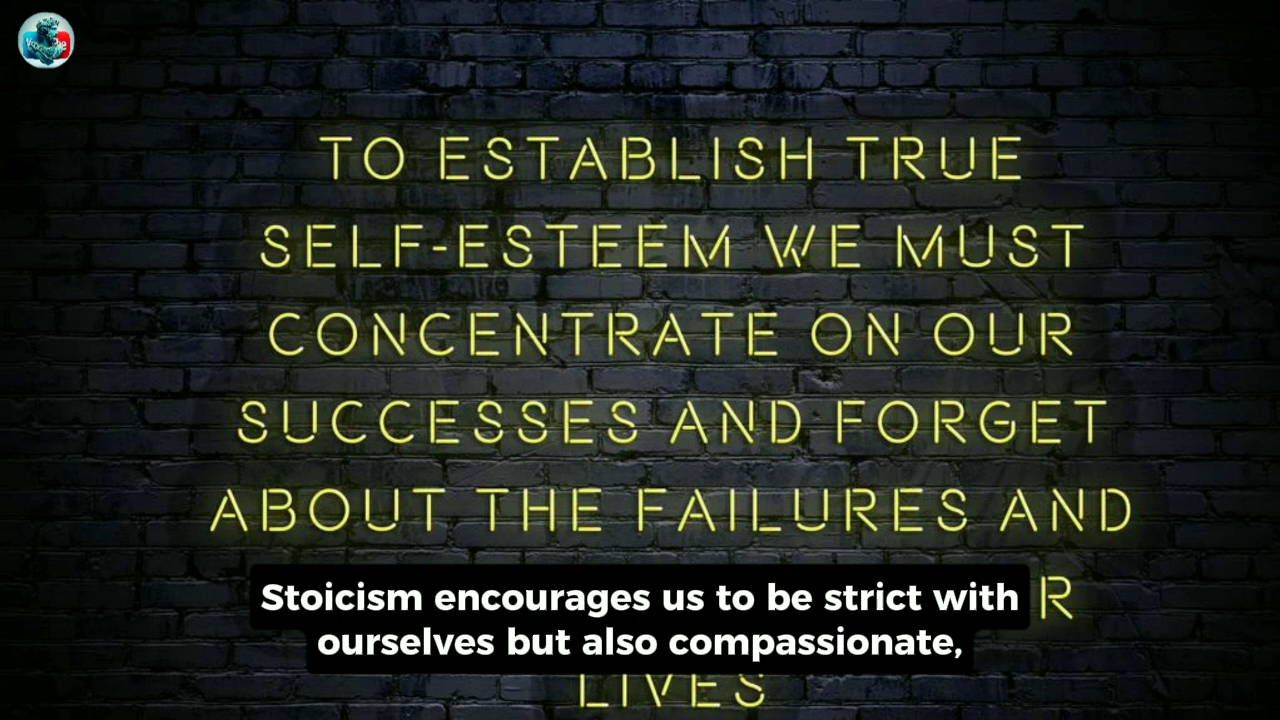 TO ESTABLISH TRUE
SELF-ESTEEM WE MUST
CONCENTRATE ON OUR
SUCCESSES AND FORGET
ABOUT THE FAILURES AND
Stoicism encourages us to be strict with
ourselves but also compassionate,
LIVES